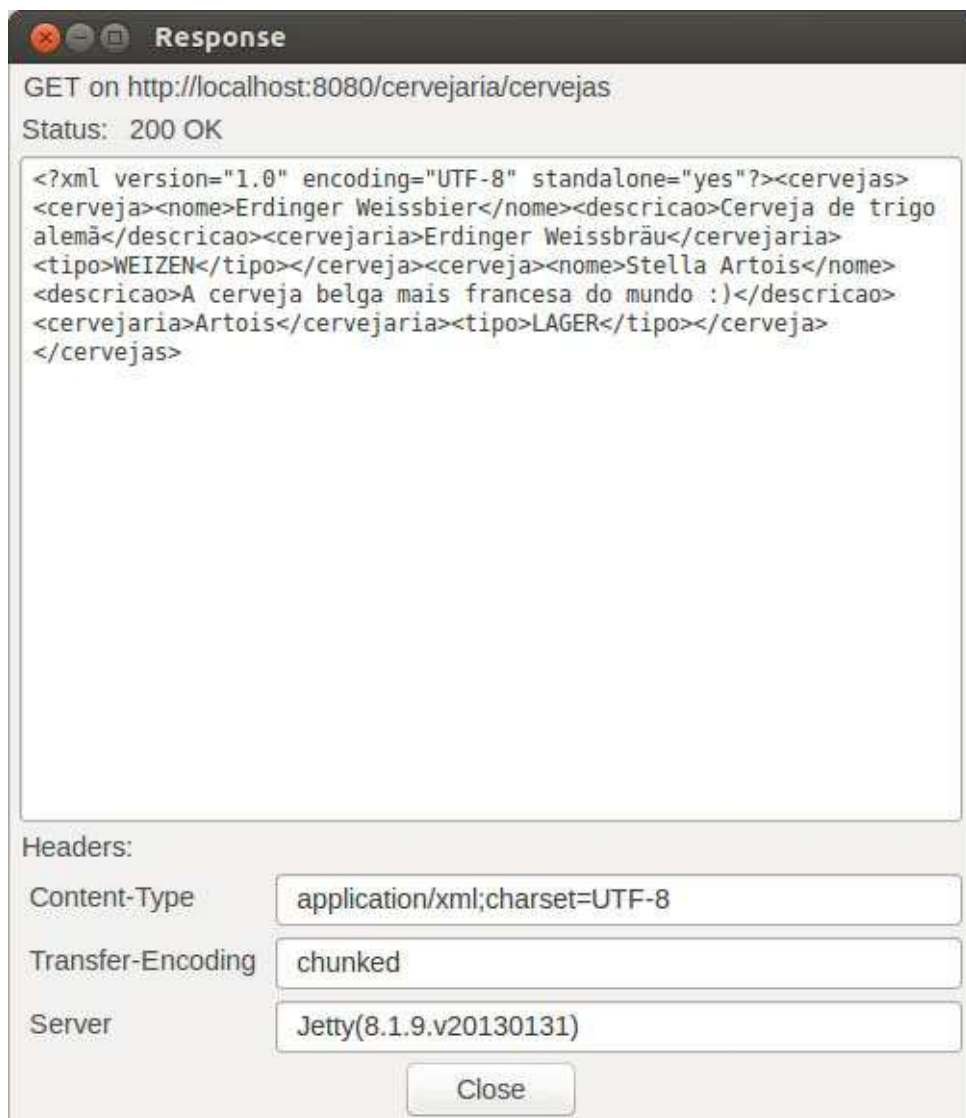 Response
GET on http://localhost:8080/cervejaria/cervejas
Status: 200 OK
<?xml version="1.0" encoding="UTF-8" standalone="yes"?><cervejas>
<cerveja><nome>Erdinger Weissbier</nome><descricao>Cerveja de trigo
alemã</descricao><cervejaria>Erdinger Weissbräu</cervejaria>
<tipo>WEIZEN</tipo></cerveja><cerveja><nome>Stella Artois</nome>
<descricao>A cerveja belga mais francesa do mundo :)</descricao>
<cervejaria>Artois</cervejaria><tipo>LAGER</tipo></cerveja>
</cervejas>
Headers:
Content-Type application/xml;charset=UTF-8
Transfer-Encoding chunked
Server Jetty(8.1.9.v20130131)
Close